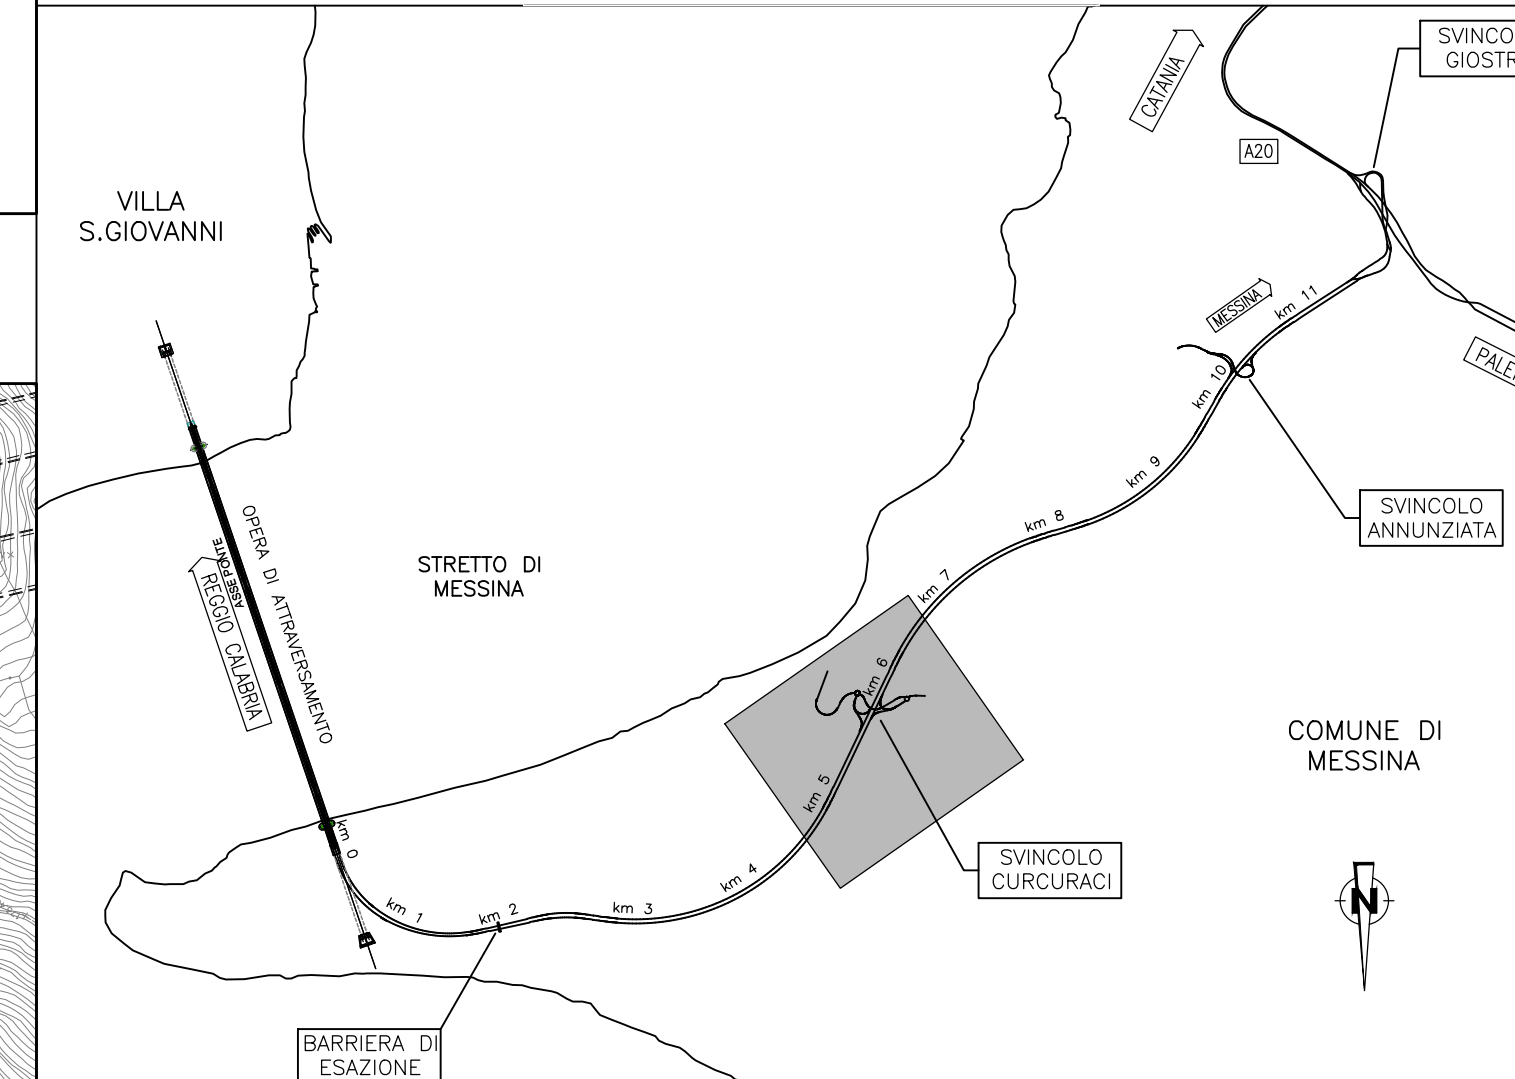 SVINCO
GIOSTR
CATANIA
A20
VILLA
S.GIOVANNI
MESSINA
km 11
PALE
km 10
km 9
SVINCOLO
ANNUNZIATA
km 8
OPERA DI ATTRAVERSAMENTO
ASSE PONTE
REGGIO CALABRIA
STRETTO DI
MESSINA
km 7
km 6
COMUNE DI
MESSINA
km 5
km 0
SVINCOLO
CURCURACI
km 4
km 3
km 2
km 1
N
BARRIERA DI
ESAZIONE